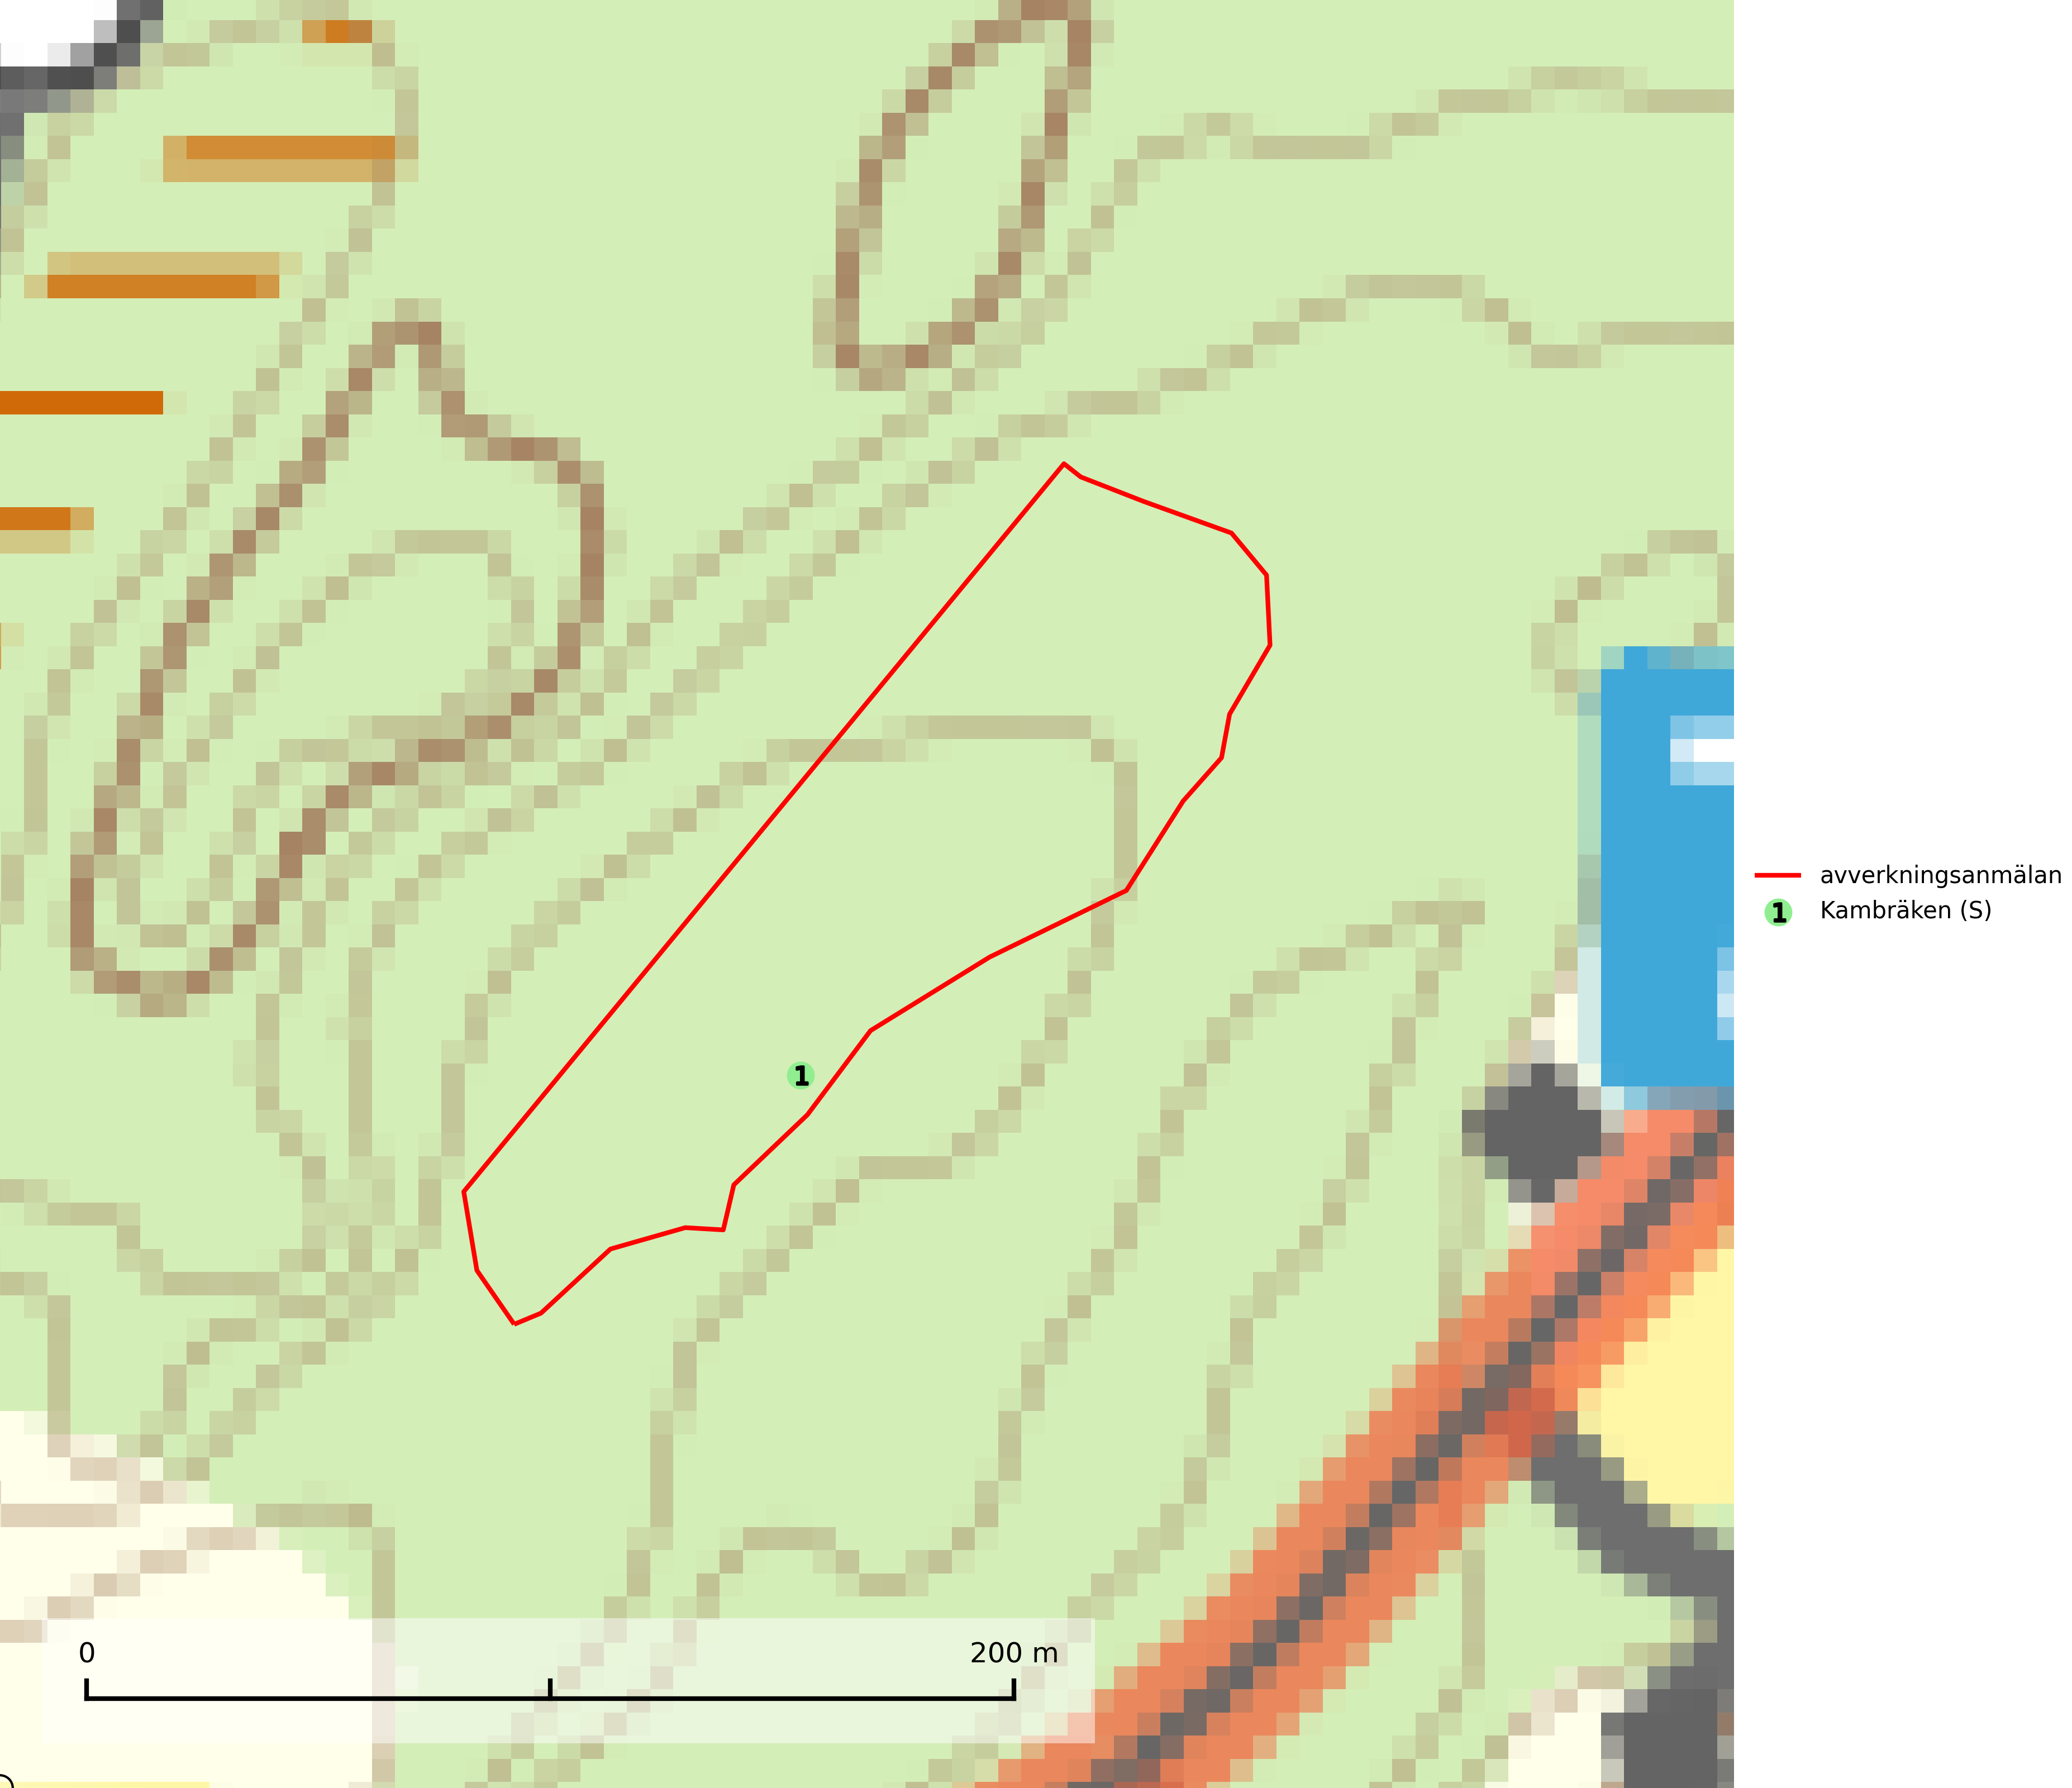 avverkningsanmälan
1 Kambräken (S)
1
0 200 m